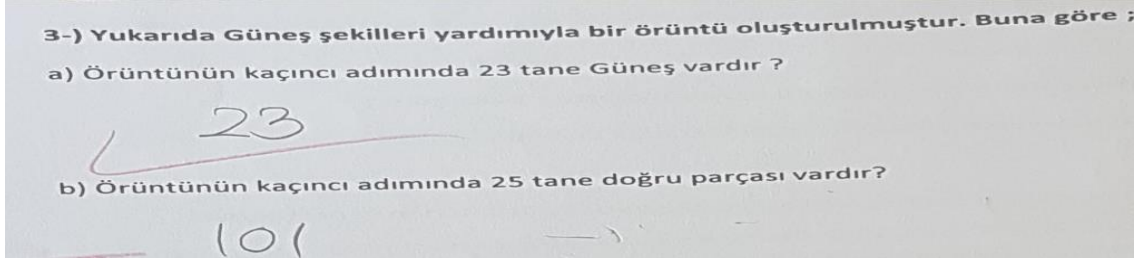 3-) Yukarıda Güneş şekilleri yardımıyla bir örüntü oluşturulmuştur. Buna göre ;
a) Örüntünün kaçıncı adımında 23 tane Güneş vardır ?
23
b) Örüntünün kaçıncı adımında 25 tane doğru parçası vardır?
101